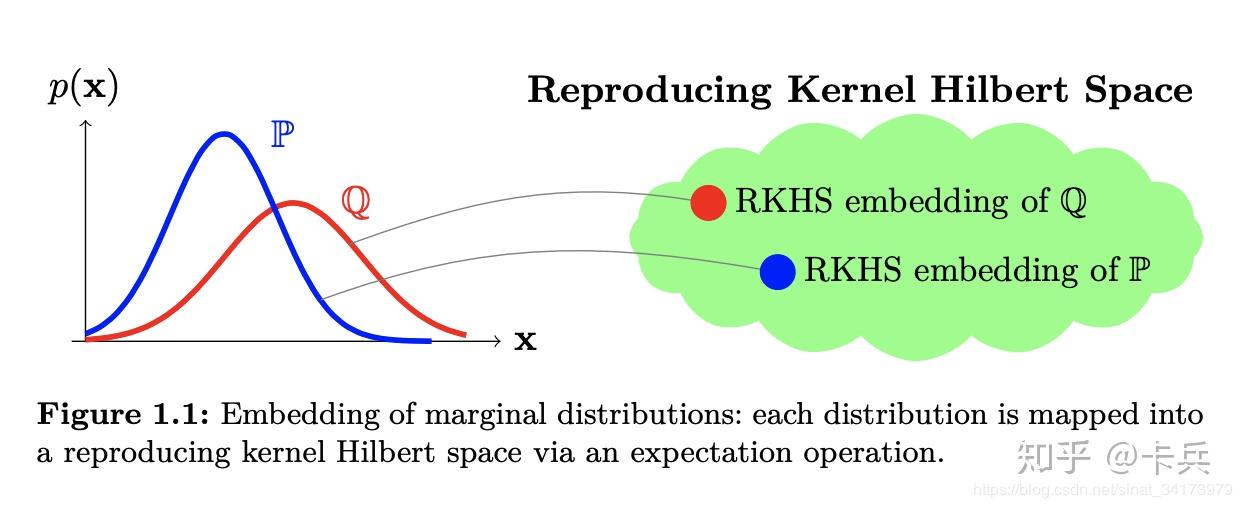 p(x)
Reproducing Kernel Hilbert Space
ℙ
ℚ
RKHS embedding of ℚ
RKHS embedding of ℙ
x
Figure 1.1: Embedding of marginal distributions: each distribution is mapped into
a reproducing kernel Hilbert space via an expectation operation.
知乎 @卡兵
https://blog.csdn.net/sinat_34173979